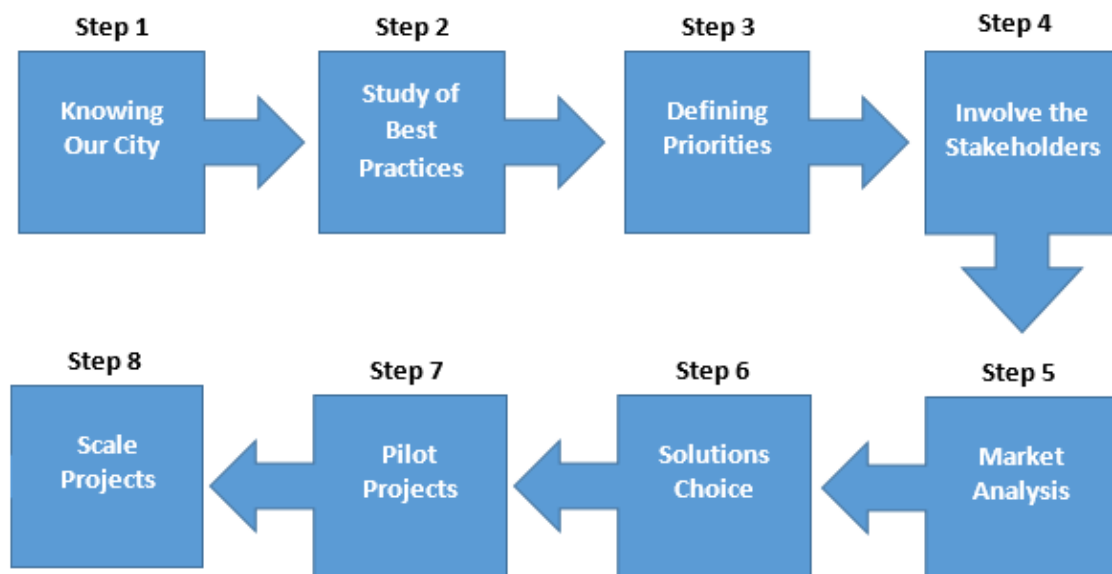 Step 1
Knowing
Our City
Step 2
Study of
Best
Practices
Step 3
Defining
Priorities
Step 4
Involve the
Stakeholders
Step 5
Market
Analysis
Step 6
Solutions
Choice
Step 7
Pilot
Projects
Step 8
Scale
Projects